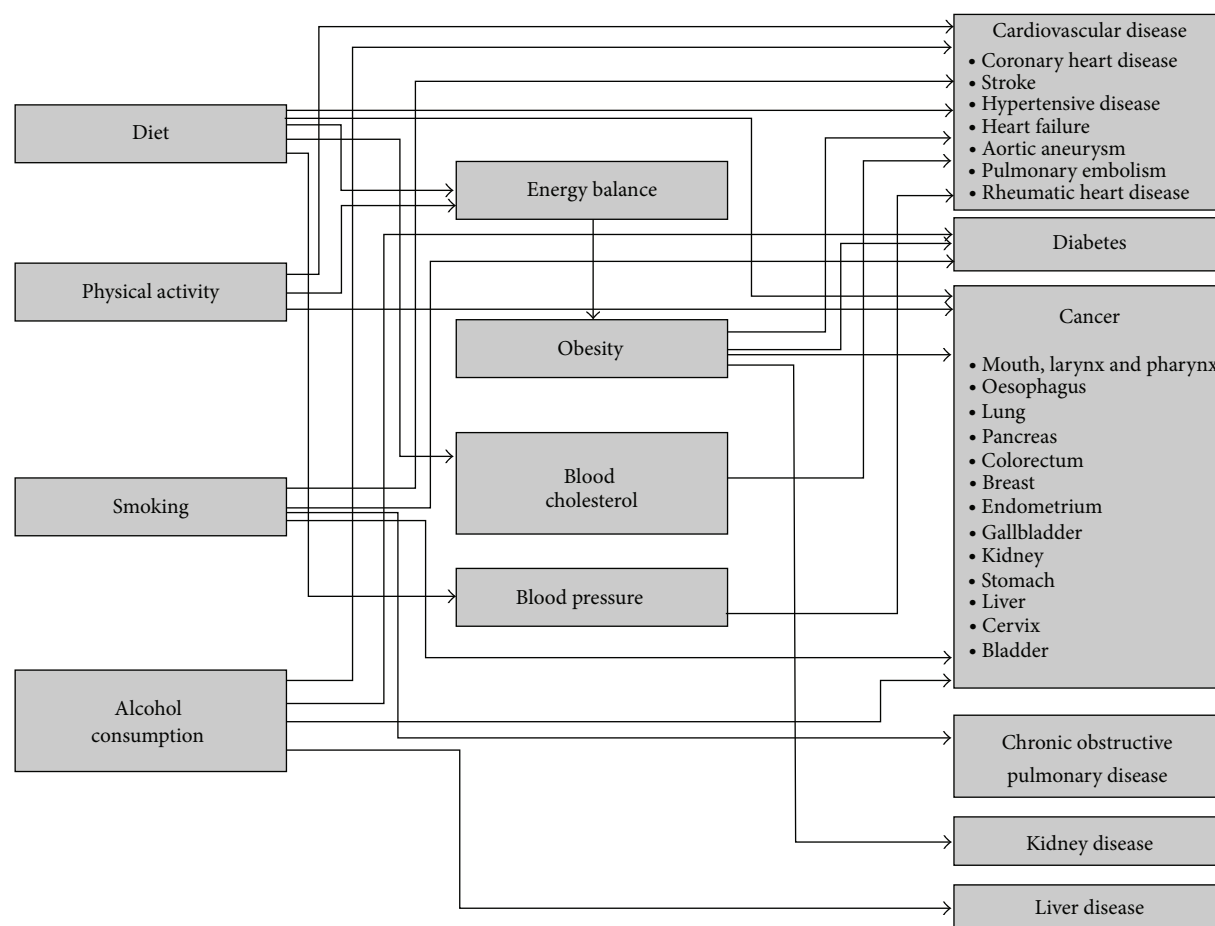 Diet
Physical activity
Smoking
Alcohol
consumption
Energy balance
Obesity
Blood
cholesterol
Blood pressure
Cardiovascular disease
• Coronary heart disease
• Stroke
• Hypertensive disease
• Heart failure
• Aortic aneurysm
• Pulmonary embolism
• Rheumatic heart disease
Diabetes
Cancer
• Mouth, larynx and pharynx
• Oesophagus
• Lung
• Pancreas
• Colorectum
• Breast
• Endometrium
• Gallbladder
• Kidney
• Stomach
• Liver
• Cervix
• Bladder
Chronic obstructive
pulmonary disease
Kidney disease
Liver disease